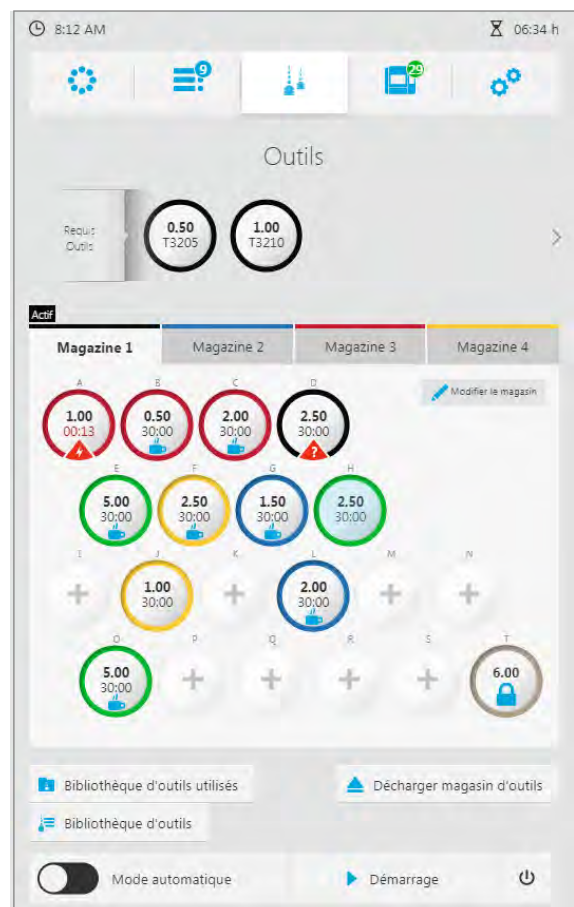 8:12 AM
06:34 h
9
29
Outils
Requis
Outils
0.50
T3205
1.00
T3210
Actif
Magazine 1
Magazine 2
Magazine 3
Magazine 4
Modifier le magasin
A
B
C
D
1.00
00:13
0.50
30:00
2.00
30:00
2.50
30:00
?
E
F
G
H
5.00
30:00
2.50
30:00
1.50
30:00
2.50
30:00
I
J
K
L
M
N
+
1.00
30:00
+
2.00
30:00
+
+
O
P
Q
R
S
T
5.00
30:00
+
+
+
+
6.00
Bibliothèque d'outils utilisés
Décharger magasin d'outils
Bibliothèque d'outils
Mode automatique
Démarrage